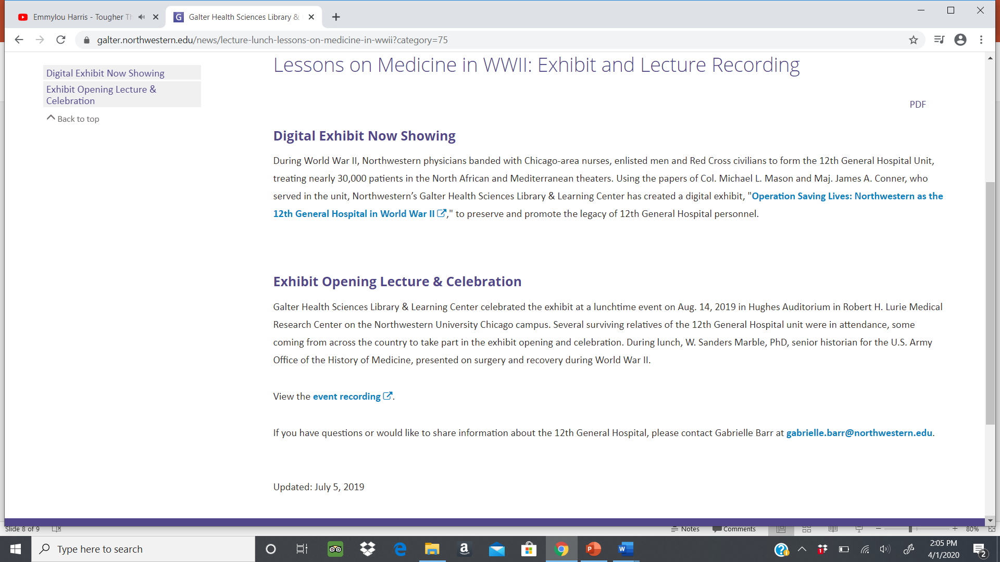 Emmylou Harris - Tougher Th
Galter Health Sciences Library &
galter.northwestern.edu/news/lecture-lunch-lessons-on-medicine-in-wwii?category=75
Digital Exhibit Now Showing
Exhibit Opening Lecture &
Celebration
Back to top
Lessons on Medicine in WWII: Exhibit and Lecture Recording
PDF
Digital Exhibit Now Showing
During World War II, Northwestern physicians banded with Chicago-area nurses, enlisted men and Red Cross civilians to form the 12th General Hospital Unit,
treating nearly 30,000 patients in the North African and Mediterranean theaters. Using the papers of Col. Michael L. Mason and Maj. James A. Conner, who
served in the unit, Northwestern’s Galter Health Sciences Library & Learning Center has created a digital exhibit, "Operation Saving Lives: Northwestern as the
12th General Hospital in World War II," to preserve and promote the legacy of 12th General Hospital personnel.
Exhibit Opening Lecture & Celebration
Galter Health Sciences Library & Learning Center celebrated the exhibit at a lunchtime event on Aug. 14, 2019 in Hughes Auditorium in Robert H. Lurie Medical
Research Center on the Northwestern University Chicago campus. Several surviving relatives of the 12th General Hospital unit were in attendance, some
coming from across the country to take part in the exhibit opening and celebration. During lunch, W. Sanders Marble, PhD, senior historian for the U.S. Army
Office of the History of Medicine, presented on surgery and recovery during World War II.
View the event recording.
If you have questions or would like to share information about the 12th General Hospital, please contact Gabrielle Barr at gabrielle.barr@northwestern.edu.
Updated: July 5, 2019
Slide 8 of 9
Notes
Comments
80%
Type here to search
2:05 PM
4/1/2020
2